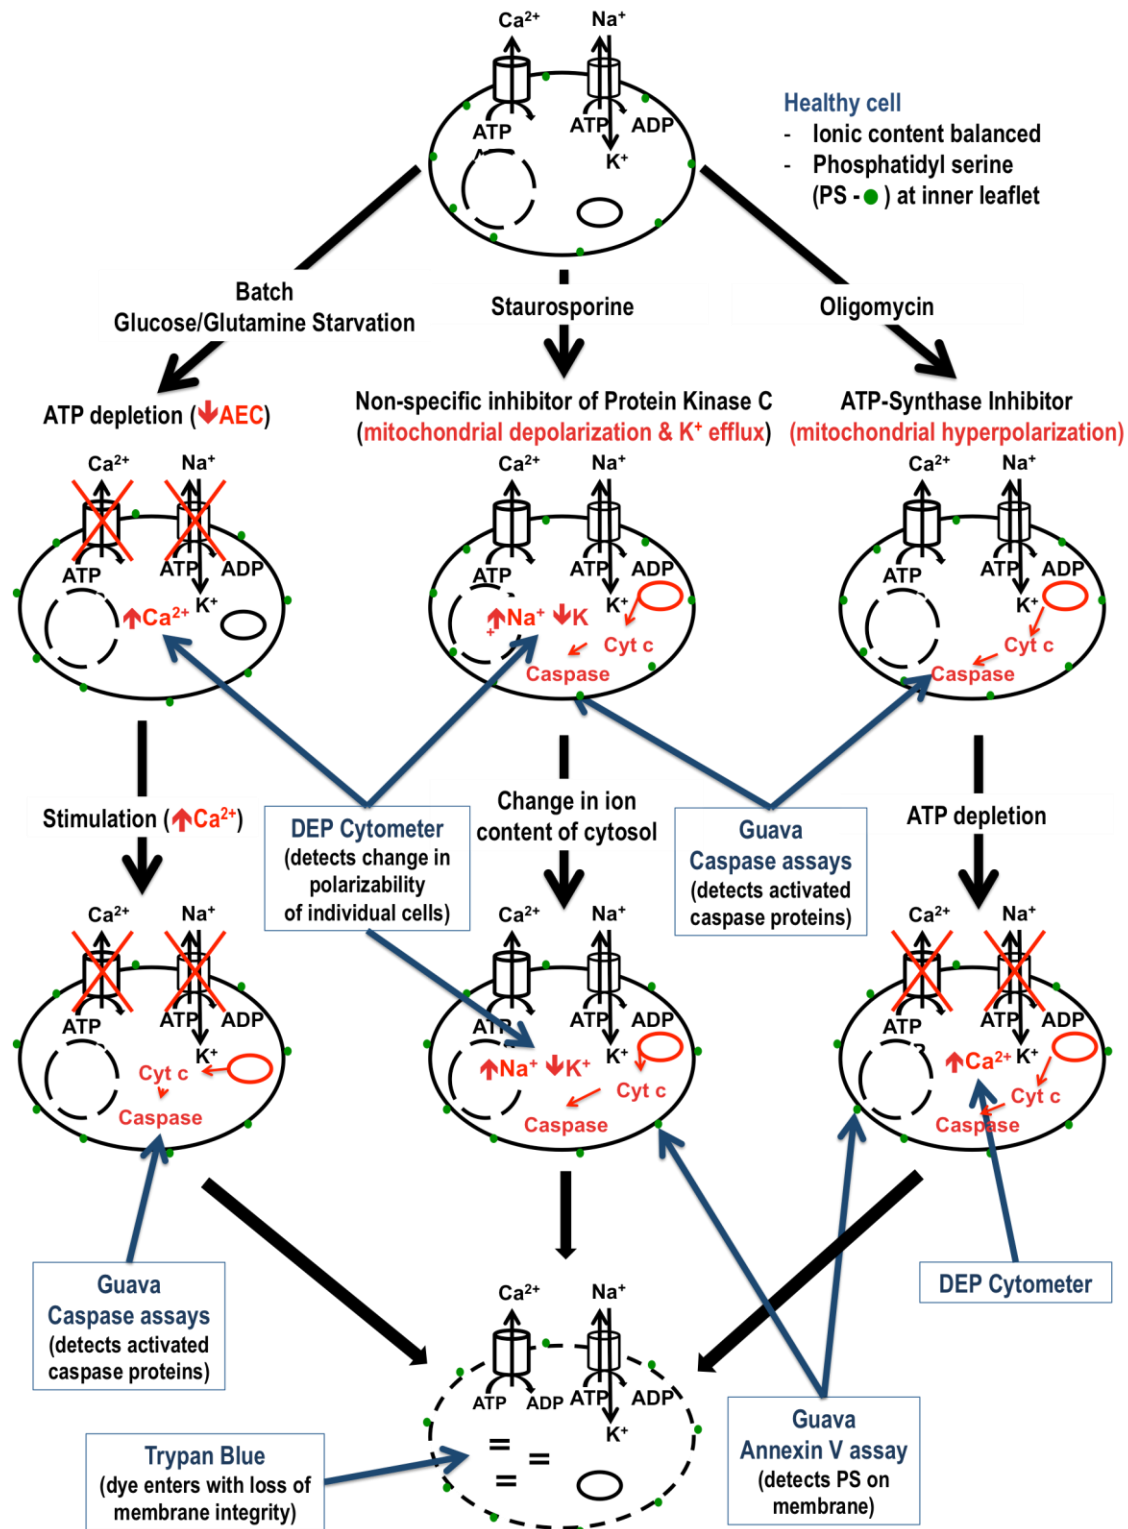 Ca²⁺ Na⁺
ATP ATP ADP
K⁺
Healthy cell
- Ionic content balanced
- Phosphatidyl serine
(PS - ) at inner leaflet
Batch
Glucose/Glutamine Starvation
Staurosporine
Oligomycin
ATP depletion (↓AEC)
Non-specific inhibitor of Protein Kinase C
(mitochondrial depolarization & K⁺ efflux)
ATP-Synthase Inhibitor
(mitochondrial hyperpolarization)
Ca²⁺ Na⁺
ATP ATP ADP
↑Ca²⁺ K⁺
Ca²⁺ Na⁺
ATP ATP ADP
K⁺
↑Na⁺ ↓K
+
Cyt c
Caspase
Ca²⁺ Na⁺
ATP ATP ADP
K⁺
Cyt c
Caspase
Stimulation (↑Ca²⁺)
DEP Cytometer
(detects change in
polarizability
of individual cells)
Change in ion
content of cytosol
Guava
Caspase assays
(detects activated
caspase proteins)
ATP depletion
Ca²⁺ Na⁺
ATP ATP ADP
K⁺
Cyt c
Caspase
Ca²⁺ Na⁺
ATP ATP ADP
K⁺
↑Na⁺ ↓K⁺
Cyt c
Caspase
Ca²⁺ Na⁺
ATP ATP ADP
↑Ca²⁺ K⁺
Cyt c
Caspase
Guava
Caspase assays
(detects activated
caspase proteins)
DEP Cytometer
Ca²⁺ Na⁺
ATP ADP ATP ADP
K⁺
Trypan Blue
(dye enters with loss of
membrane integrity)
Guava
Annexin V assay
(detects PS on
membrane)